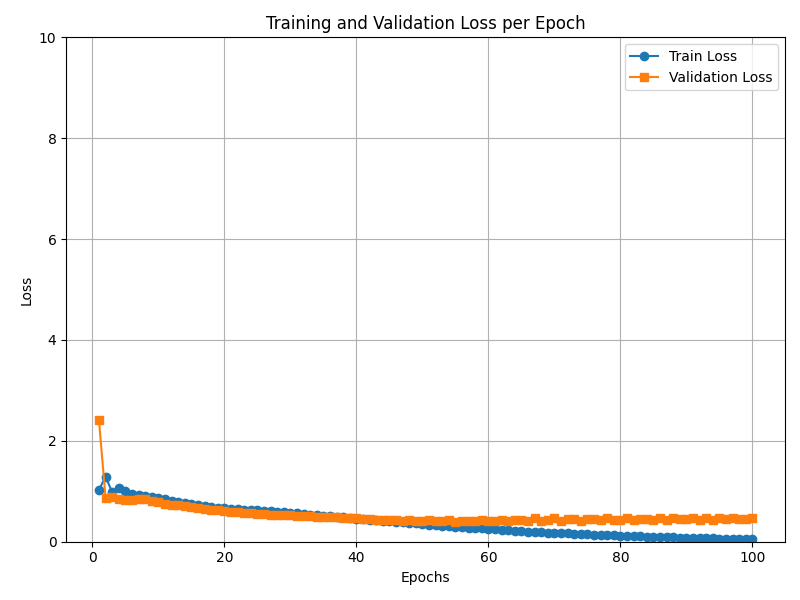 Training and Validation Loss per Epoch
Train Loss
Validation Loss
10
8
6
4
2
0
Loss
0 20 40 60 80 100
Epochs